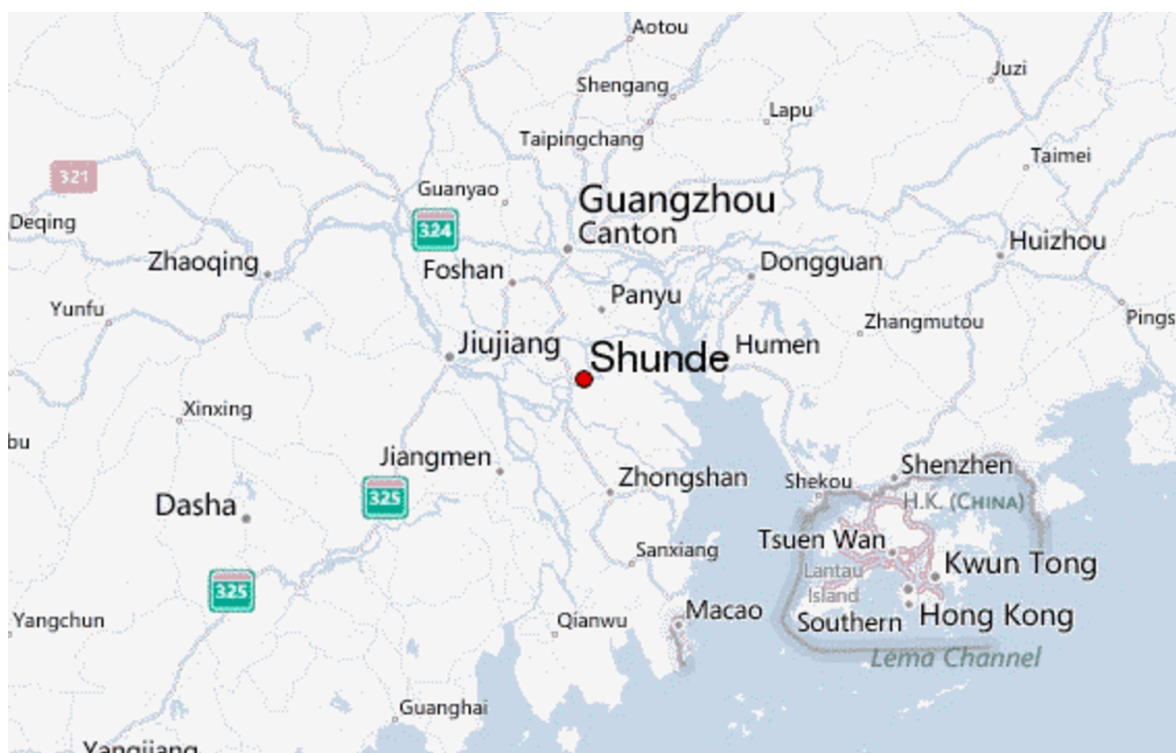 Aotou
Juzi
Shengang
Lapu
Taipingchang
Taimei
321
Guanyao
Guangzhou
Canton
Deqing
324
Huizhou
Zhaoqing
Foshan
Dongguan
Panyu
Yunfu
Zhangmutou
Pings
Jiujiang
Shunde
Humen
Xinxing
bu
Jiangmen
Shenzhen
Zhongshan
Shekou
325
H.K. (CHINA)
Dasha
Tsuen Wan
Sanxiang
Kwun Tong
Lantau
Island
325
Macao
Yangchun
Qianwu
Southern
Hong Kong
Lema Channel
Guanghai
Yangjiang